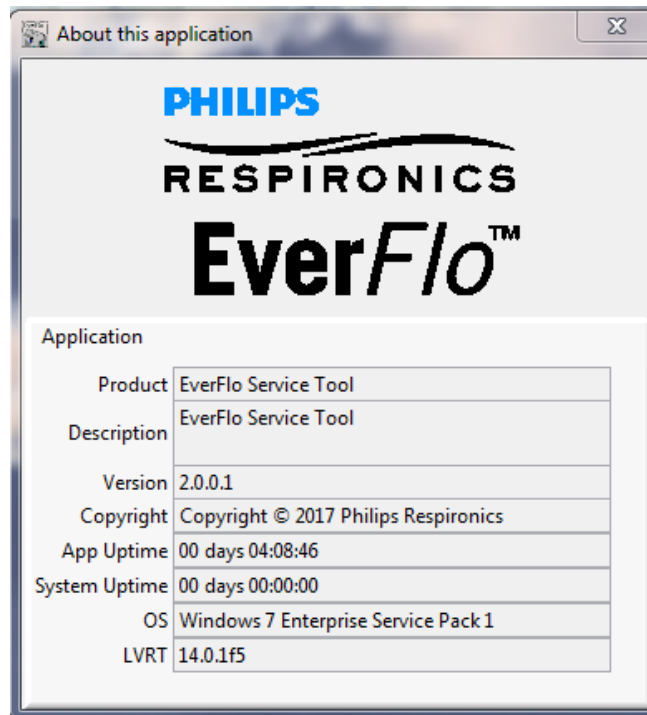 About this application
PHILIPS
RESPIRONICS
EverFlo™
Application
Product EverFlo Service Tool
Description EverFlo Service Tool
Version 2.0.0.1
Copyright Copyright © 2017 Philips Respironics
App Uptime 00 days 04:08:46
System Uptime 00 days 00:00:00
OS Windows 7 Enterprise Service Pack 1
LVRT 14.0.1f5